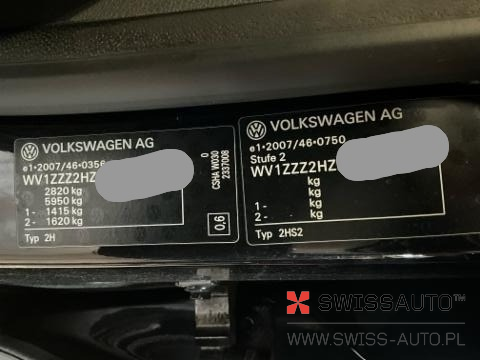 VOLKSWAGEN AG
e1*2007/46*0356
WV1ZZZ2HZ
2820 kg
5950 kg
1- 1415 kg
2- 1620 kg
Typ 2H
0
CSHA W030
2337008
0,6
VOLKSWAGEN AG
e1*2007/46*0750
Stufe 2
WV1ZZZ2HZ
kg
kg
1- kg
2- kg
Typ 2HS2
SWISSAUTO™
WWW.SWISS-AUTO.PL